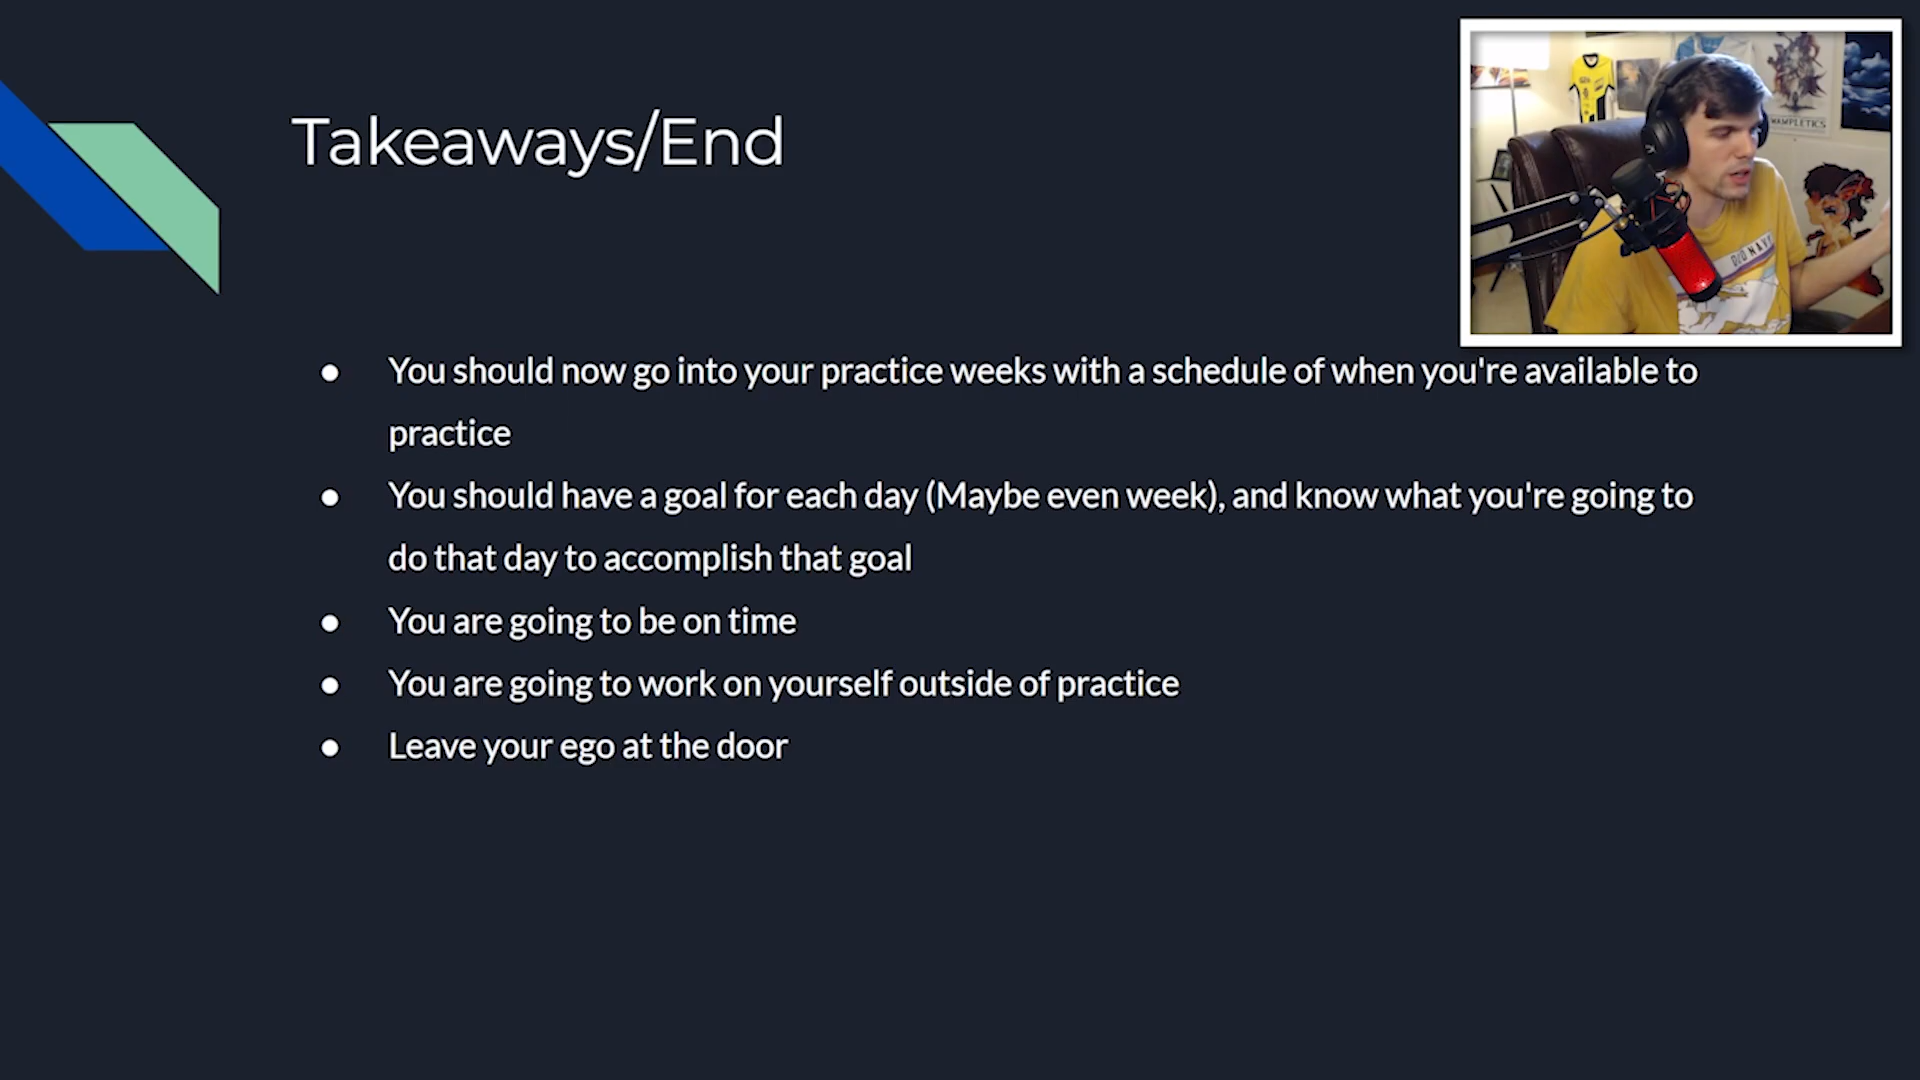 Takeaways/End
You should now go into your practice weeks with a schedule of when you're available to
practice
You should have a goal for each day (Maybe even week), and know what you're going to
do that day to accomplish that goal
You are going to be on time
You are going to work on yourself outside of practice
Leave your ego at the door
OLD NAVY